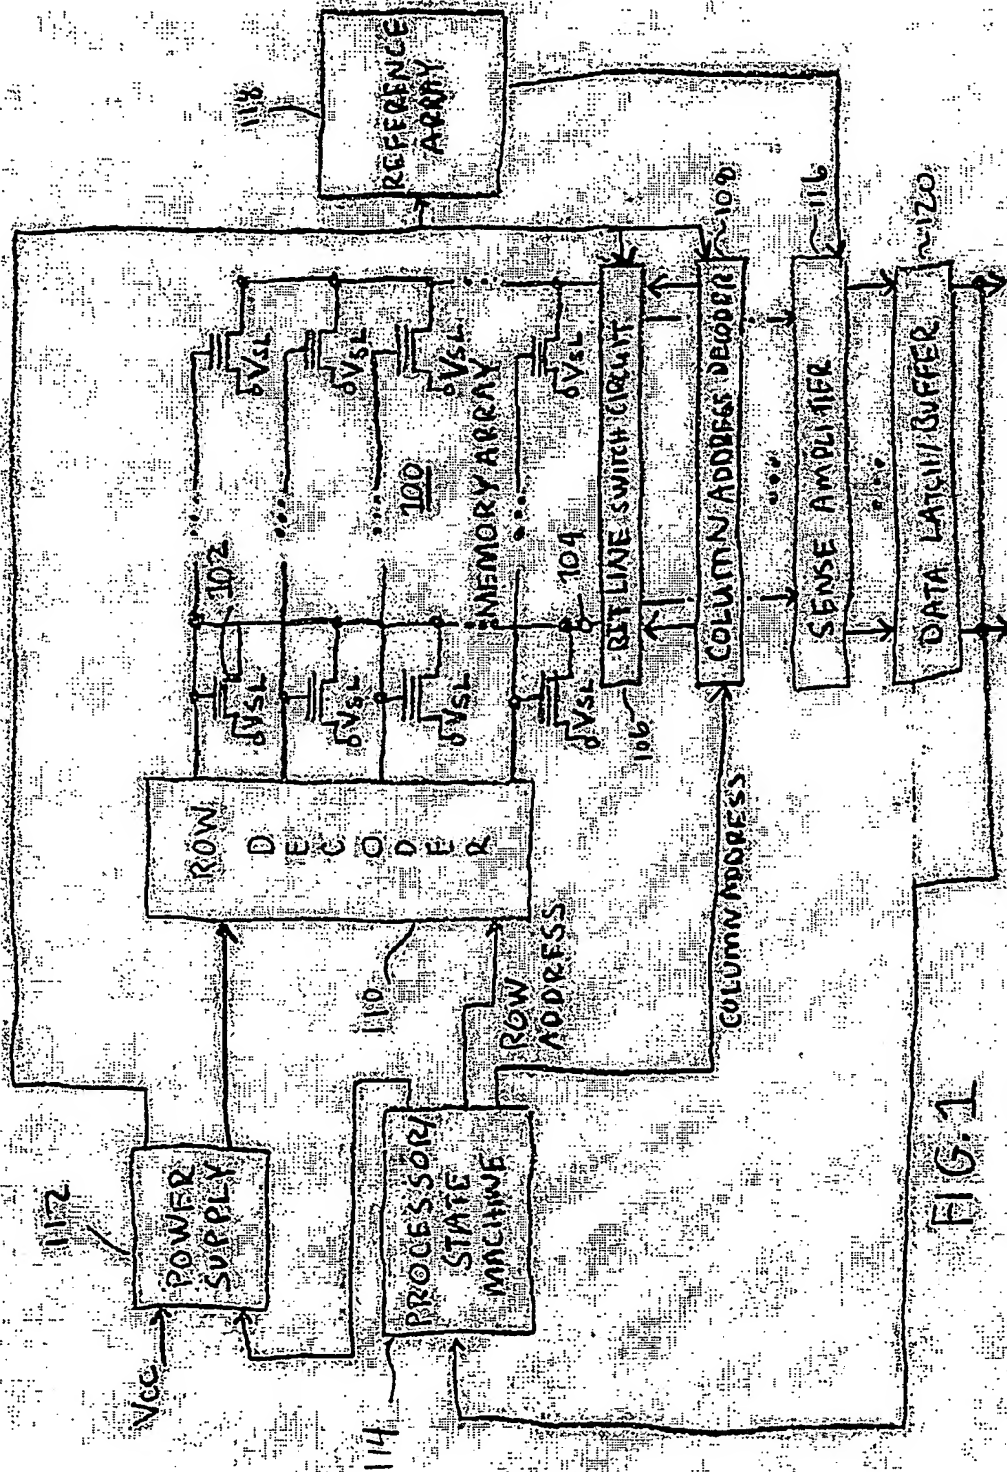 Vcc
112
POWER
SUPPLY
114
PROCESSOR/
STATE
MACHINE
ROW
ADDRESS
COLUMN ADDRESS
110
ROW
DECODER
102
VSL
VSL
VSL
VSL
VSL
VSL
VSL
VSL
100
MEMORY ARRAY
104
106
BIT LINE SWITCH CIRCUIT
COLUMN ADDRESS DECODER
108
SENSE AMPLIFIER
116
DATA LATCH/BUFFER
120
118
REFERENCE
ARRAY
FIG. 1